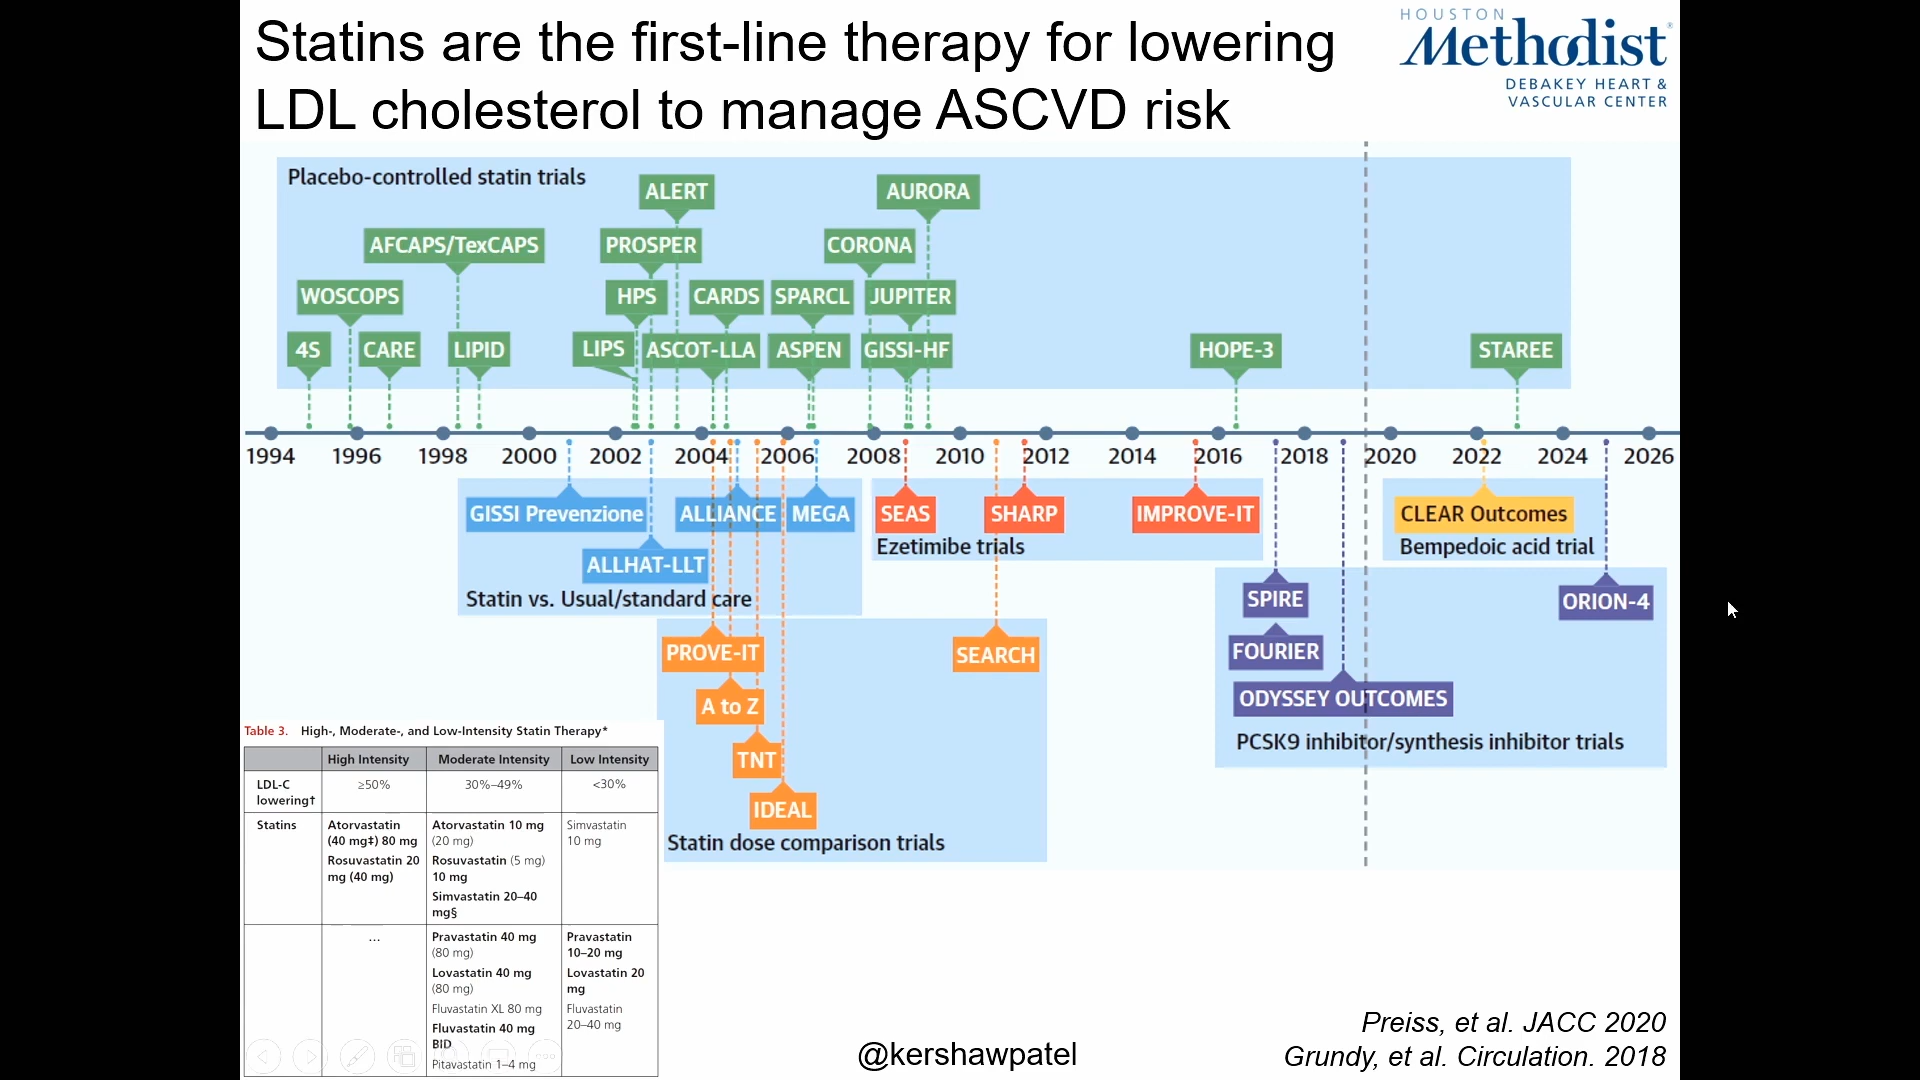 Statins are the first-line therapy for lowering
LDL cholesterol to manage ASCVD risk
HOUSTON
Methodist®
DEBAKEY HEART &
VASCULAR CENTER
Placebo-controlled statin trials
ALERT
AURORA
AFCAPS/TexCAPS
PROSPER
CORONA
WOSCOPS
HPS
CARDS
SPARCL
JUPITER
4S
CARE
LIPID
LIPS
ASCOT-LLA
ASPEN
GISSI-HF
HOPE-3
STAREE
1994 1996 1998 2000 2002 2004 2006 2008 2010 2012 2014 2016 2018 2020 2022 2024 2026
GISSI Prevenzione
ALLIANCE
MEGA
ALLHAT-LLT
Statin vs. Usual/standard care
SEAS
SHARP
IMPROVE-IT
Ezetimibe trials
CLEAR Outcomes
Bempedoic acid trial
SPIRE
ORION-4
FOURIER
ODYSSEY OUTCOMES
PCSK9 inhibitor/synthesis inhibitor trials
PROVE-IT
SEARCH
A to Z
TNT
IDEAL
Statin dose comparison trials
Table 3. High-, Moderate-, and Low-Intensity Statin Therapy*
High Intensity Moderate Intensity Low Intensity
LDL-C
lowering†
≥50% 30%–49% <30%
Statins
Atorvastatin
(40 mg‡) 80 mg
Rosuvastatin 20
mg (40 mg)
Atorvastatin 10 mg
(20 mg)
Rosuvastatin (5 mg)
10 mg
Simvastatin 20–40
mg§
Simvastatin
10 mg
...
Pravastatin 40 mg
(80 mg)
Lovastatin 40 mg
(80 mg)
Fluvastatin XL 80 mg
Fluvastatin 40 mg
BID
Pitavastatin 1–4 mg
Pravastatin
10–20 mg
Lovastatin 20
mg
Fluvastatin
20–40 mg
@kershawpatel
Preiss, et al. JACC 2020
Grundy, et al. Circulation. 2018